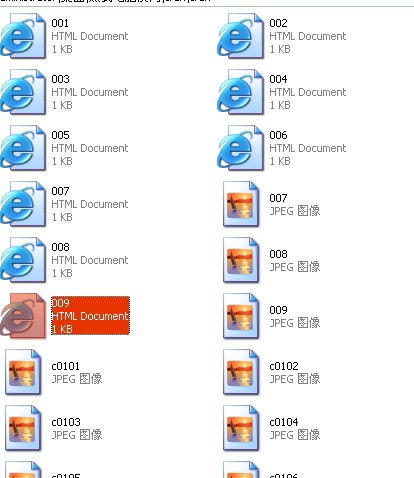 001
HTML Document
1 KB
002
HTML Document
1 KB
003
HTML Document
1 KB
004
HTML Document
1 KB
005
HTML Document
1 KB
006
HTML Document
1 KB
007
HTML Document
1 KB
007
JPEG 图像
008
HTML Document
1 KB
008
JPEG 图像
009
HTML Document
1 KB
009
JPEG 图像
c0101
JPEG 图像
c0102
JPEG 图像
c0103
JPEG 图像
c0104
JPEG 图像
c0105
c0106